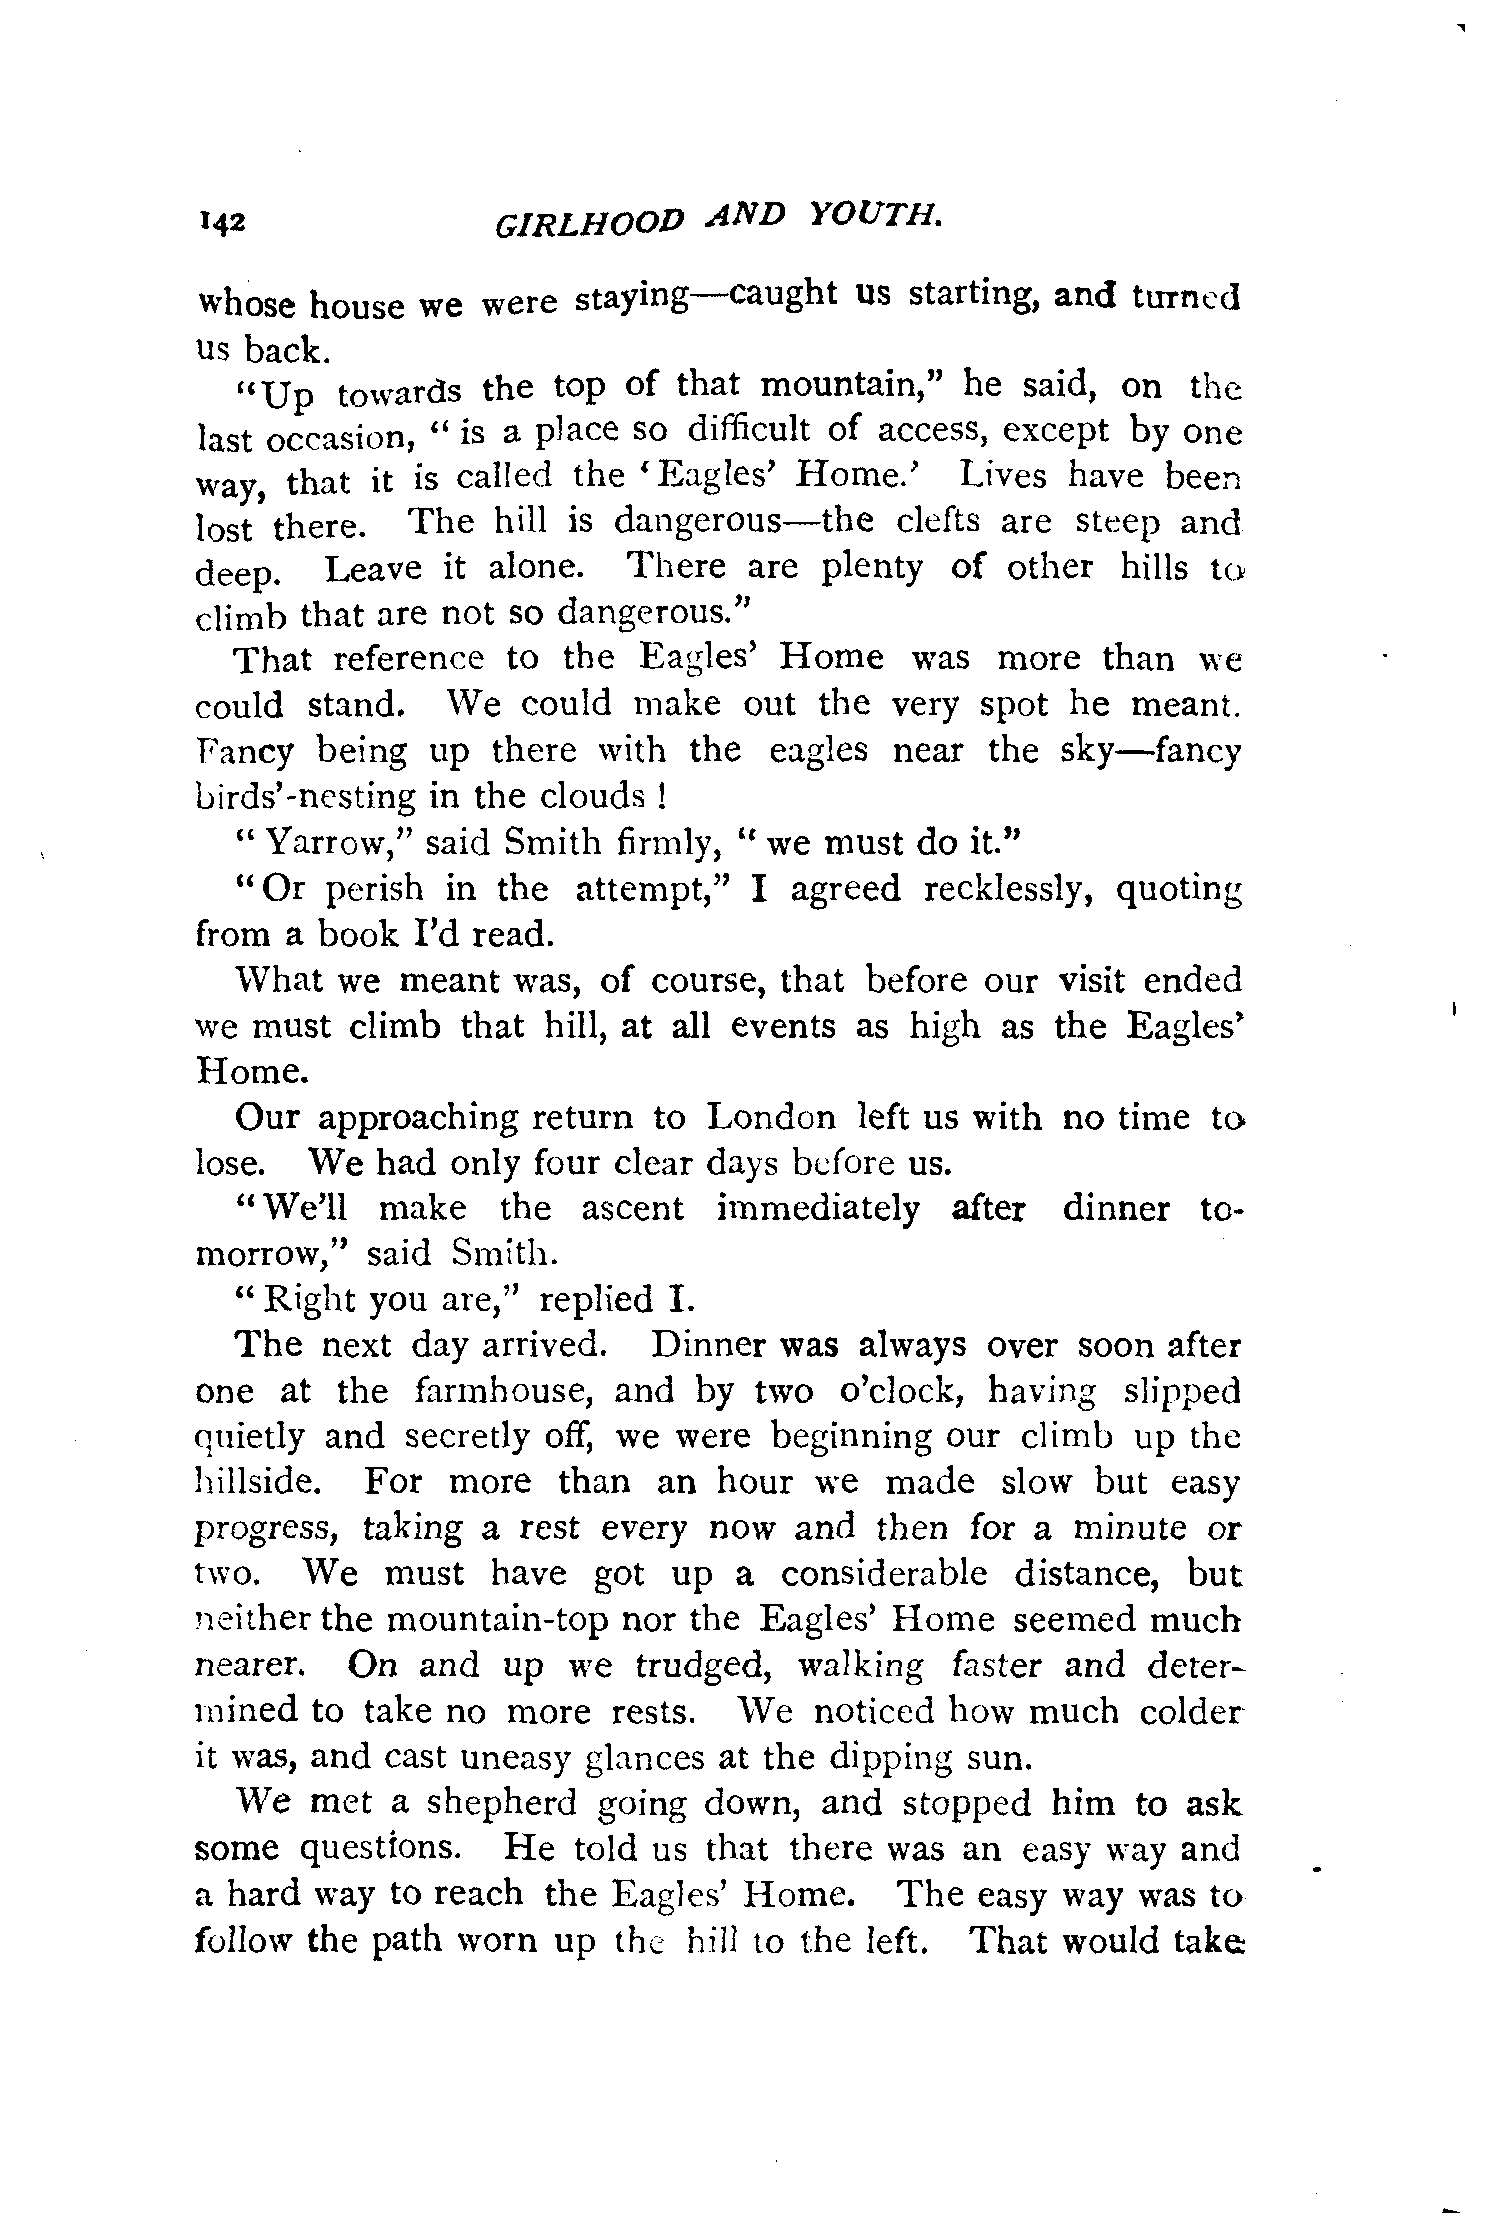 142 GIRLHOOD AND YOUTH.
whose house we were staying—caught us starting, and turned
us back.
"Up towards the top of that mountain," he said, on the
last occasion, "is a place so difficult of access, except by one
way, that it is called the 'Eagles' Home.' Lives have been
lost there. The hill is dangerous—the clefts are steep and
deep. Leave it alone. There are plenty of other hills to
climb that are not so dangerous."
That reference to the Eagles' Home was more than we
could stand. We could make out the very spot he meant.
Fancy being up there with the eagles near the sky—fancy
birds'-nesting in the clouds!
"Yarrow," said Smith firmly, "we must do it."
"Or perish in the attempt," I agreed recklessly, quoting
from a book I'd read.
What we meant was, of course, that before our visit ended
we must climb that hill, at all events as high as the Eagles'
Home.
Our approaching return to London left us with no time to
lose. We had only four clear days before us.
"We'll make the ascent immediately after dinner to-
morrow," said Smith.
"Right you are," replied I.
The next day arrived. Dinner was always over soon after
one at the farmhouse, and by two o'clock, having slipped
quietly and secretly off, we were beginning our climb up the
hillside. For more than an hour we made slow but easy
progress, taking a rest every now and then for a minute or
two. We must have got up a considerable distance, but
neither the mountain-top nor the Eagles' Home seemed much
nearer. On and up we trudged, walking faster and deter-
mined to take no more rests. We noticed how much colder
it was, and cast uneasy glances at the dipping sun.
We met a shepherd going down, and stopped him to ask
some questions. He told us that there was an easy way and
a hard way to reach the Eagles' Home. The easy way was to
follow the path worn up the hill to the left. That would take